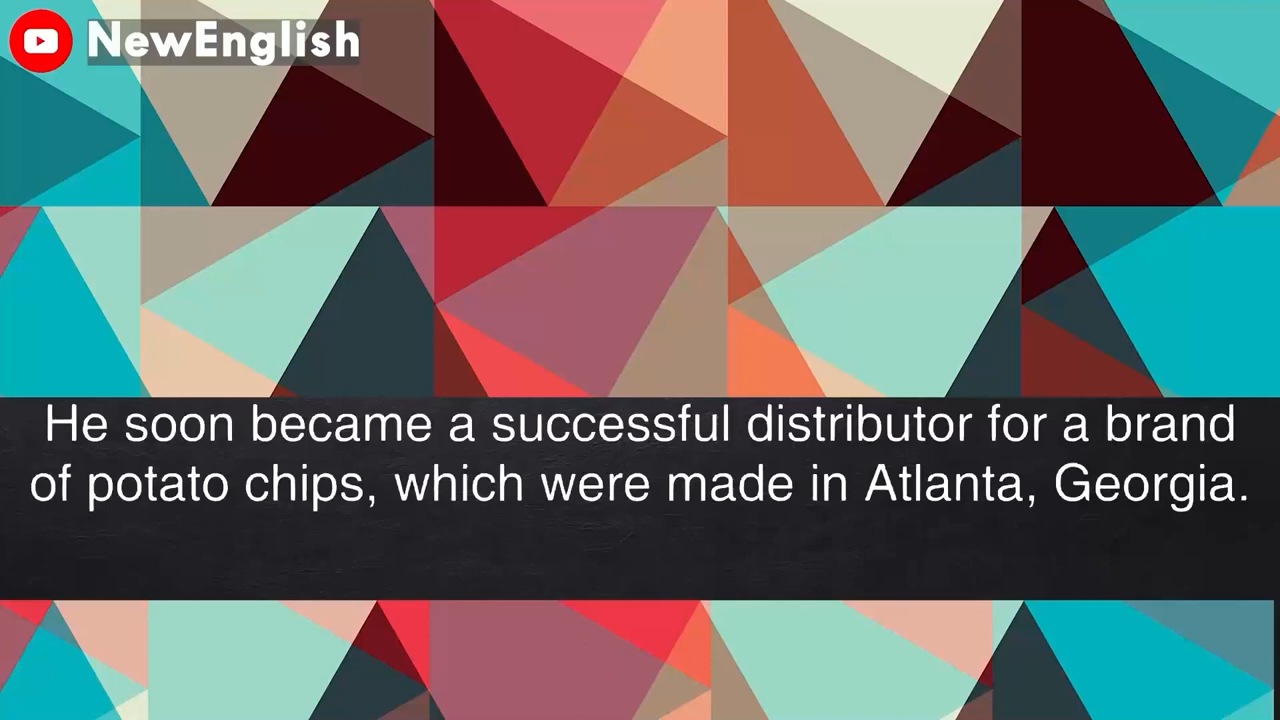 NewEnglish
He soon became a successful distributor for a brand
of potato chips, which were made in Atlanta, Georgia.